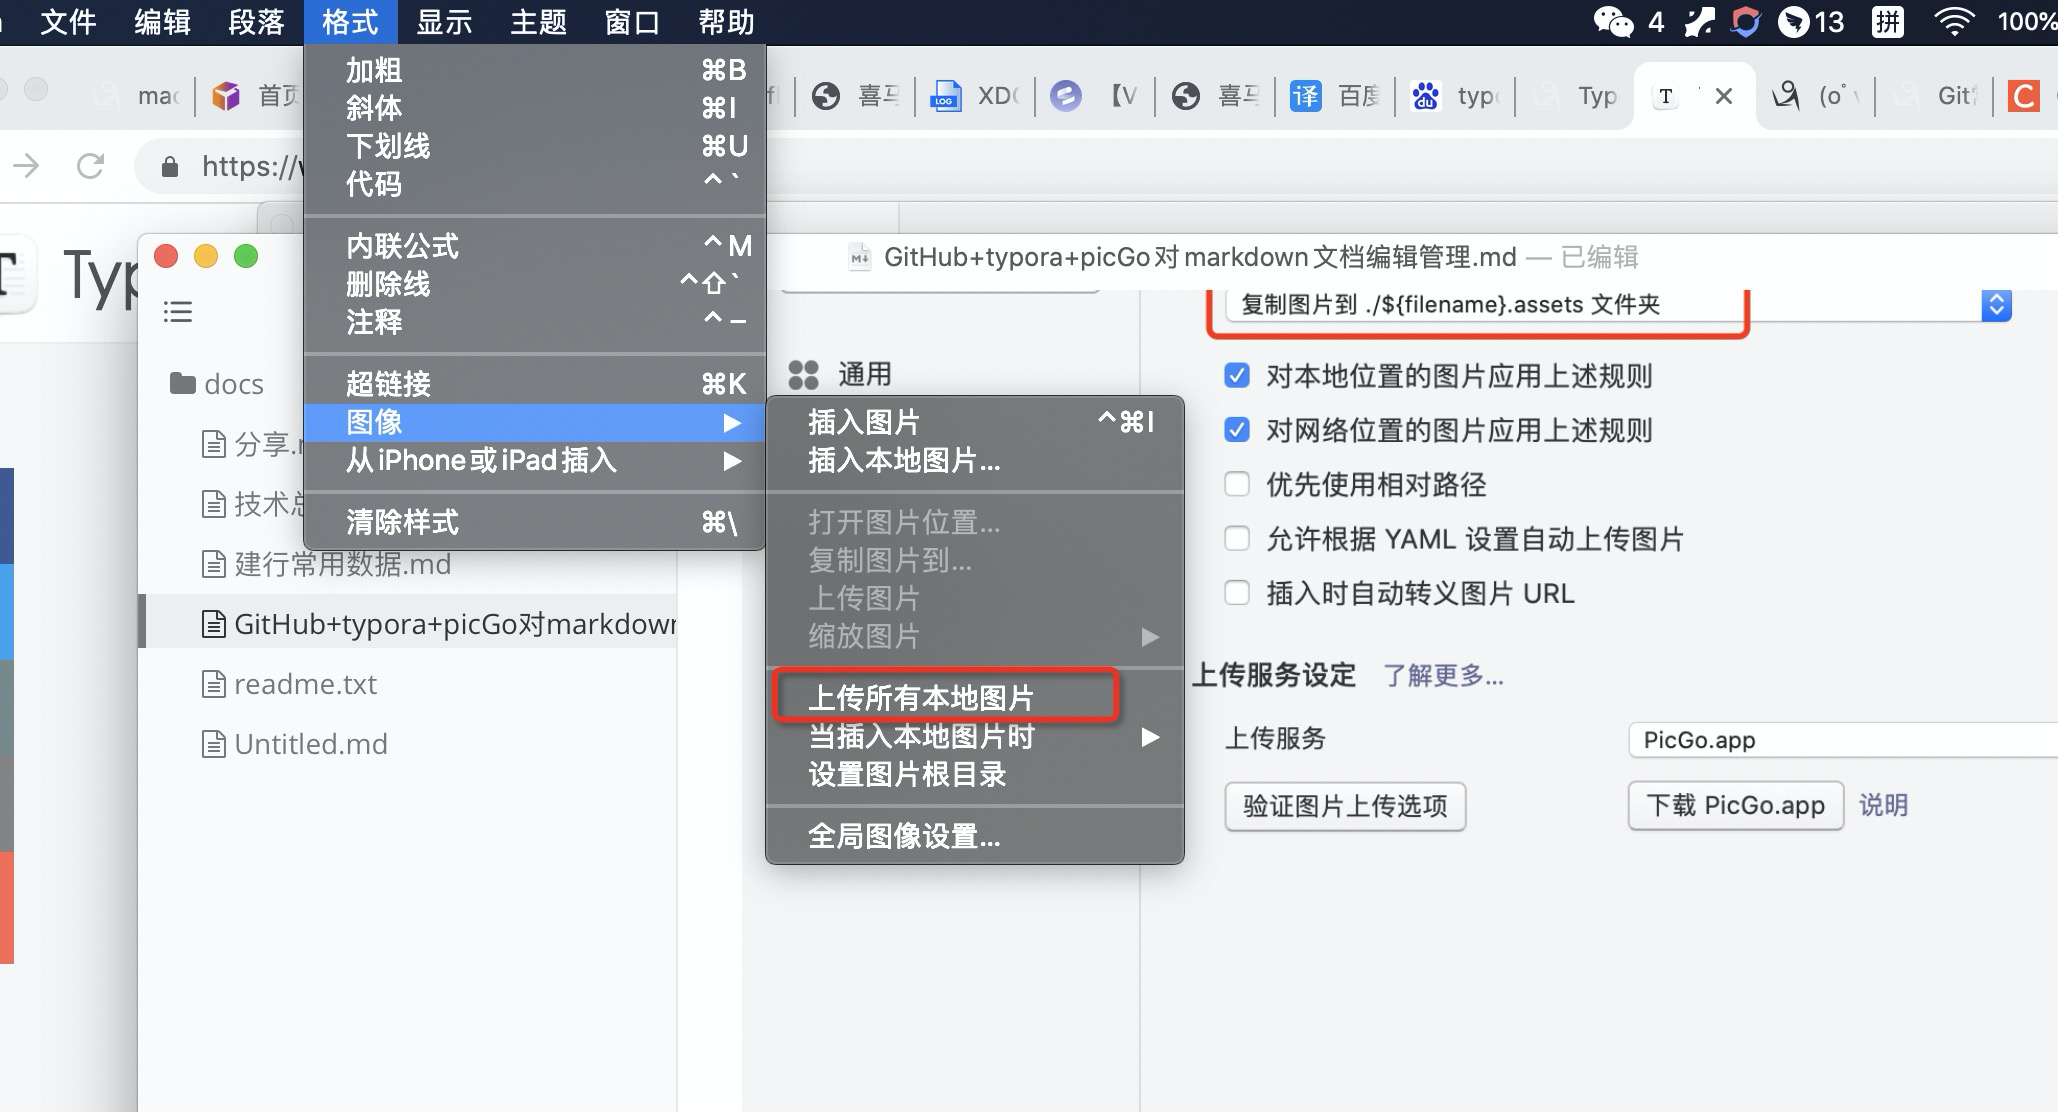 文件 编辑 段落 格式 显示 主题 窗口 帮助 4 13 拼 100%
mac 首页 喜马 LOG XDC 【V 喜马 译 百度 du typo Typ T (o Git C
https://w
加粗 ⌘B
斜体 ⌘I
下划线 ⌘U
代码 ^ `
内联公式 ^ M
删除线 ^⇧`
注释 ^ –
超链接 ⌘K
图像 ▶
从 iPhone 或 iPad 插入 ▶
清除样式 ⌘\
Typ
GitHub+typora+picGo对markdown文档编辑管理.md — 已编辑
docs
分享.
技术总
建行常用数据.md
GitHub+typora+picGo对markdown
readme.txt
Untitled.md
通用
插入图片 ^⌘I
插入本地图片...
打开图片位置...
复制图片到...
上传图片
缩放图片 ▶
上传所有本地图片
当插入本地图片时 ▶
设置图片根目录
全局图像设置...
复制图片到 ./${filename}.assets 文件夹
对本地位置的图片应用上述规则
对网络位置的图片应用上述规则
优先使用相对路径
允许根据 YAML 设置自动上传图片
插入时自动转义图片 URL
上传服务设定 了解更多...
上传服务 PicGo.app
验证图片上传选项 下载 PicGo.app 说明